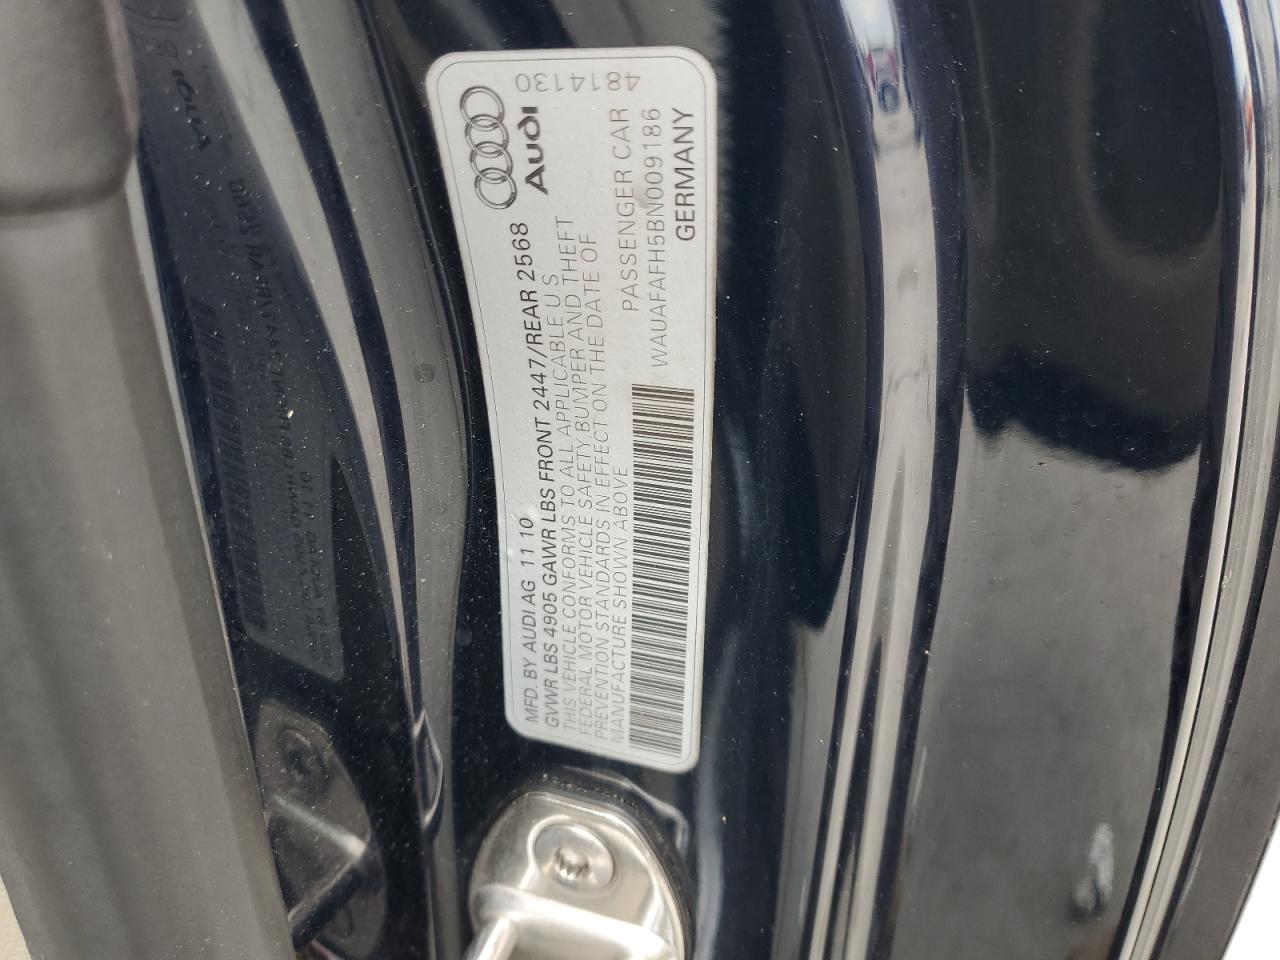 MFD. BY AUDI AG 11 10
GVWR LBS 4905 GAWR LBS FRONT 2447/REAR 2568
THIS VEHICLE CONFORMS TO ALL APPLICABLE U S
FEDERAL MOTOR VEHICLE SAFETY BUMPER AND THEFT
PREVENTION STANDARDS IN EFFECT ON THE DATE OF
MANUFACTURE SHOWN ABOVE
Audi
4814130
PASSENGER CAR
WAUAFAFH5BN009186
GERMANY